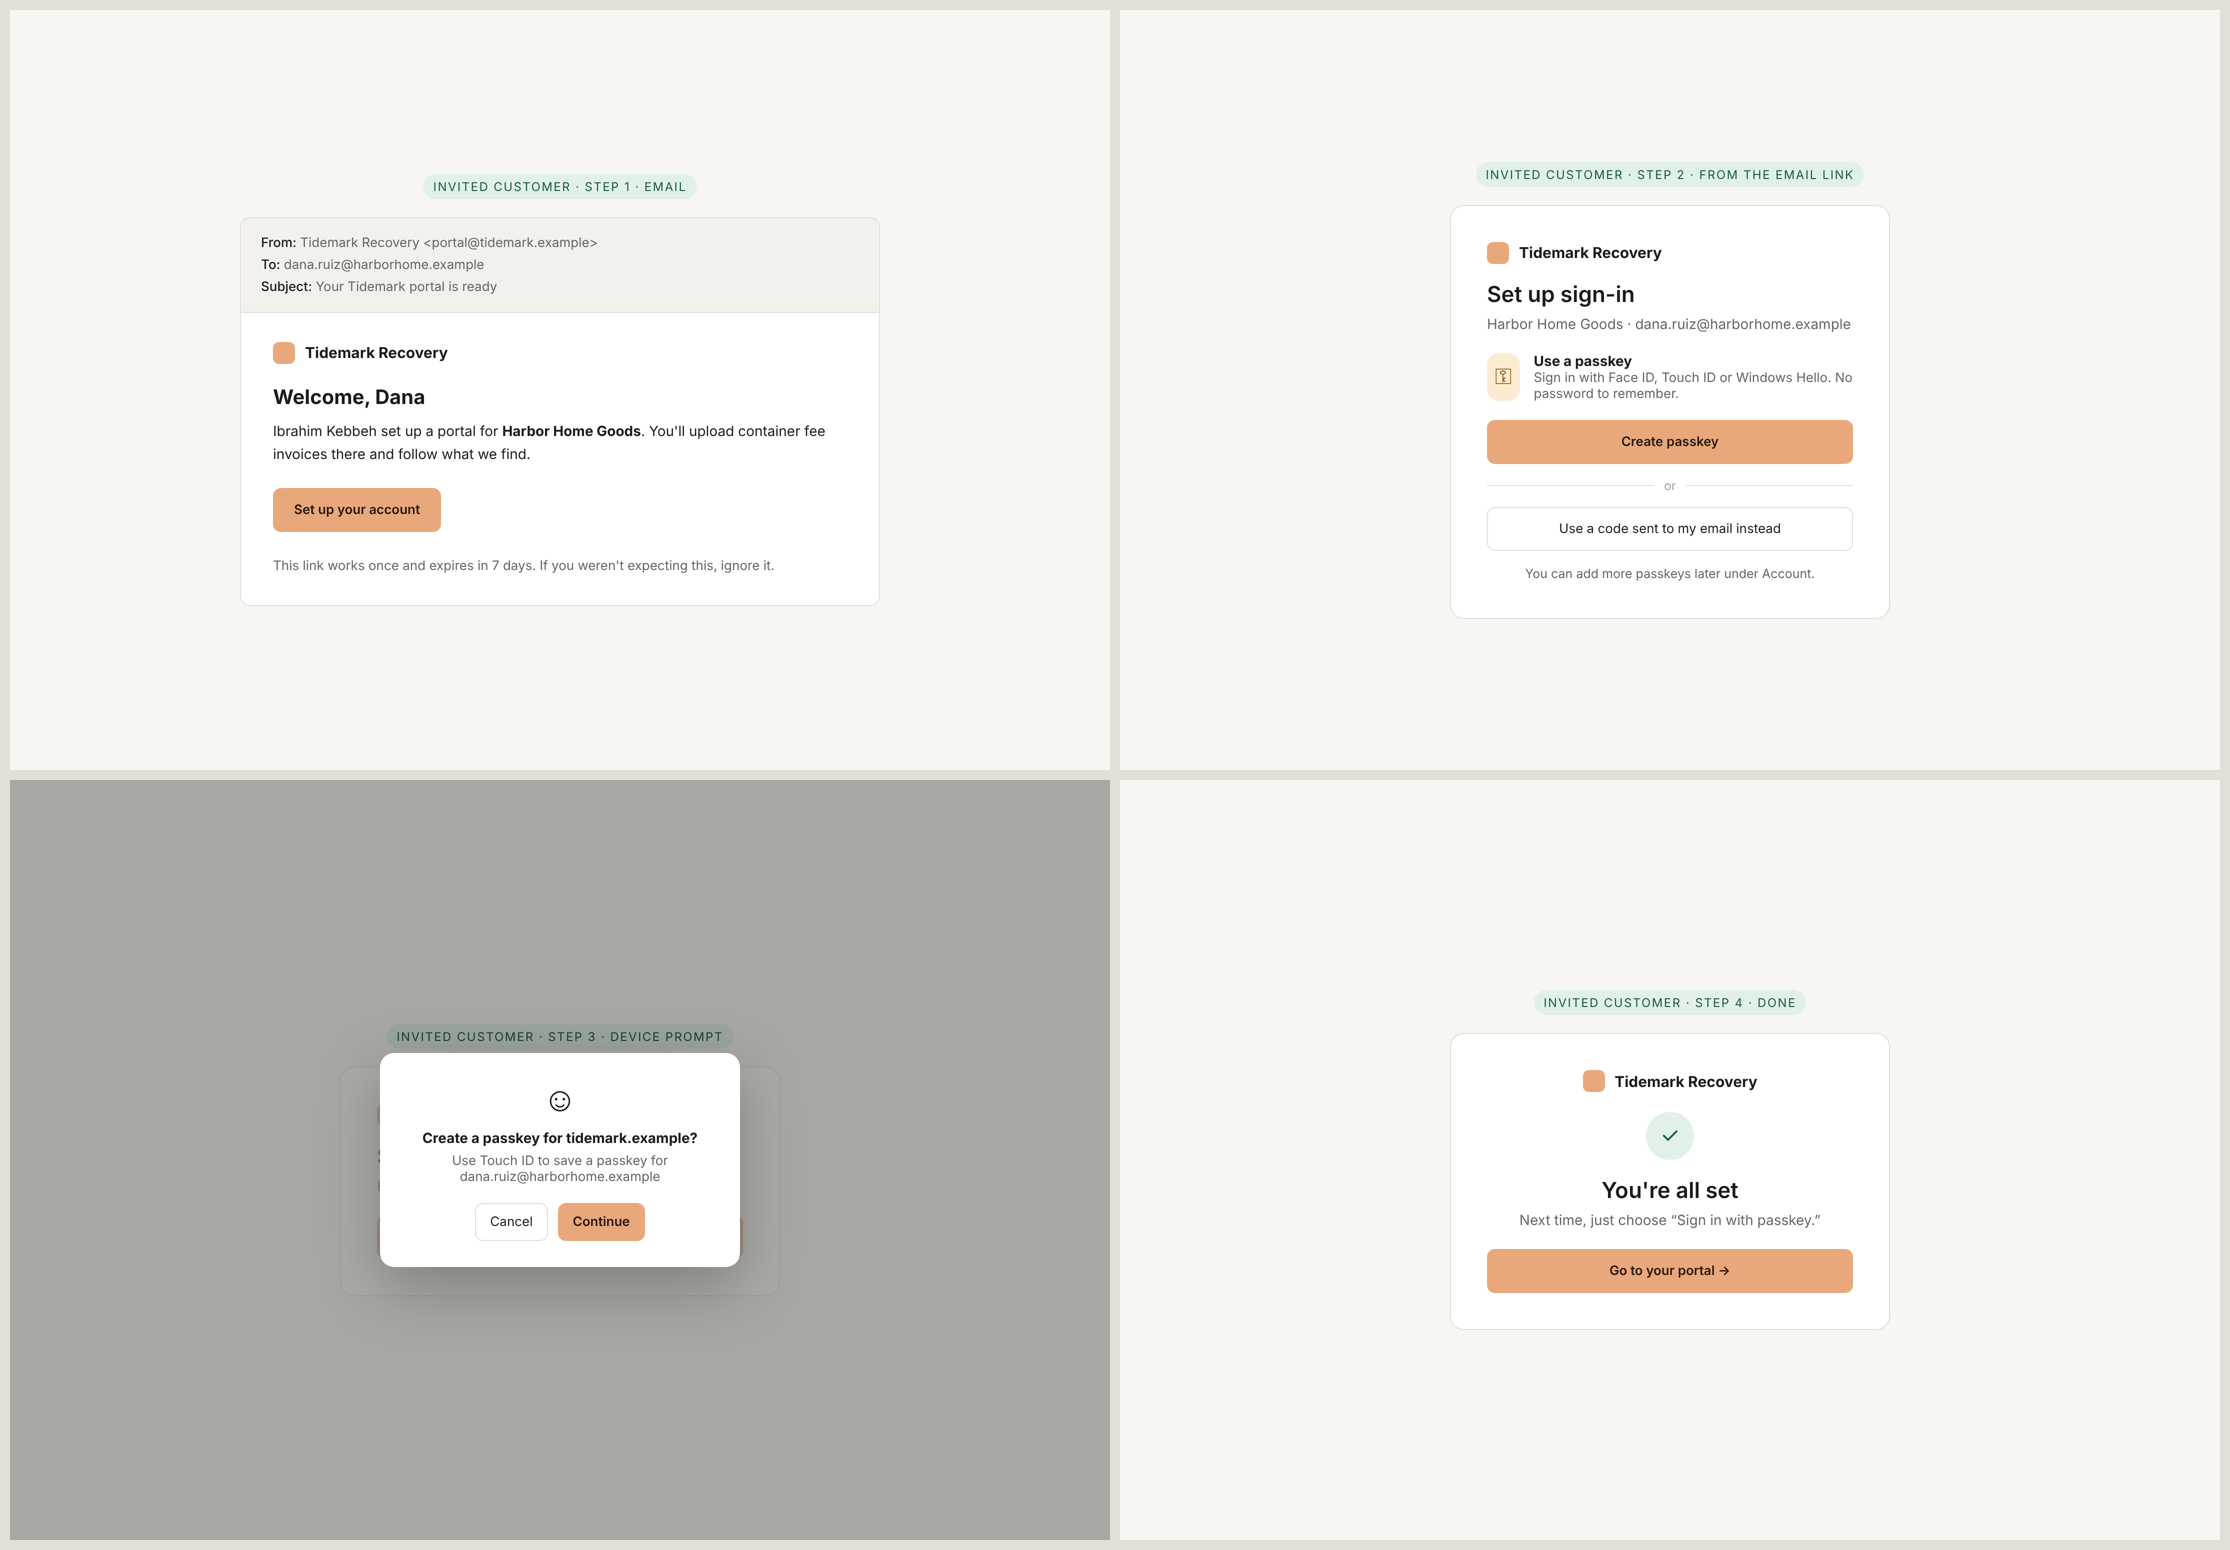 INVITED CUSTOMER · STEP 1 · EMAIL
From: Tidemark Recovery <portal@tidemark.example>
To: dana.ruiz@harborhome.example
Subject: Your Tidemark portal is ready
Tidemark Recovery
Welcome, Dana
Ibrahim Kebbeh set up a portal for Harbor Home Goods. You'll upload container fee
invoices there and follow what we find.
Set up your account
This link works once and expires in 7 days. If you weren't expecting this, ignore it.
INVITED CUSTOMER · STEP 2 · FROM THE EMAIL LINK
Tidemark Recovery
Set up sign-in
Harbor Home Goods · dana.ruiz@harborhome.example
Use a passkey
Sign in with Face ID, Touch ID or Windows Hello. No
password to remember.
Create passkey
or
Use a code sent to my email instead
You can add more passkeys later under Account.
INVITED CUSTOMER · STEP 3 · DEVICE PROMPT
Create a passkey for tidemark.example?
Use Touch ID to save a passkey for
dana.ruiz@harborhome.example
Cancel
Continue
INVITED CUSTOMER · STEP 4 · DONE
Tidemark Recovery
You're all set
Next time, just choose “Sign in with passkey.”
Go to your portal →